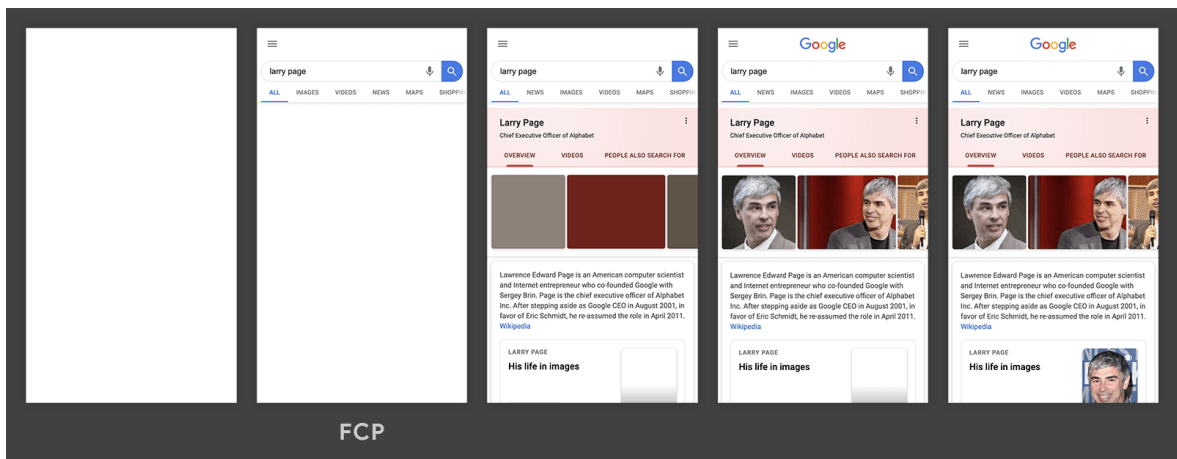 larry page
ALL IMAGES VIDEOS NEWS MAPS SHOPPIN
larry page
ALL NEWS IMAGES VIDEOS MAPS SHOPPIN
Larry Page
Chief Executive Officer of Alphabet
OVERVIEW VIDEOS PEOPLE ALSO SEARCH FOR
Lawrence Edward Page is an American computer scientist
and Internet entrepreneur who co-founded Google with
Sergey Brin. Page is the chief executive officer of Alphabet
Inc. After stepping aside as Google CEO in August 2001, in
favor of Eric Schmidt, he re-assumed the role in April 2011.
Wikipedia
LARRY PAGE
His life in images
Google
larry page
ALL NEWS IMAGES VIDEOS MAPS SHOPPIN
Larry Page
Chief Executive Officer of Alphabet
OVERVIEW VIDEOS PEOPLE ALSO SEARCH FOR
Lawrence Edward Page is an American computer scientist
and Internet entrepreneur who co-founded Google with
Sergey Brin. Page is the chief executive officer of Alphabet
Inc. After stepping aside as Google CEO in August 2001, in
favor of Eric Schmidt, he re-assumed the role in April 2011.
Wikipedia
LARRY PAGE
His life in images
Google
larry page
ALL NEWS IMAGES VIDEOS MAPS SHOPPIN
Larry Page
Chief Executive Officer of Alphabet
OVERVIEW VIDEOS PEOPLE ALSO SEARCH FOR
Lawrence Edward Page is an American computer scientist
and Internet entrepreneur who co-founded Google with
Sergey Brin. Page is the chief executive officer of Alphabet
Inc. After stepping aside as Google CEO in August 2001, in
favor of Eric Schmidt, he re-assumed the role in April 2011.
Wikipedia
LARRY PAGE
His life in images
FCP